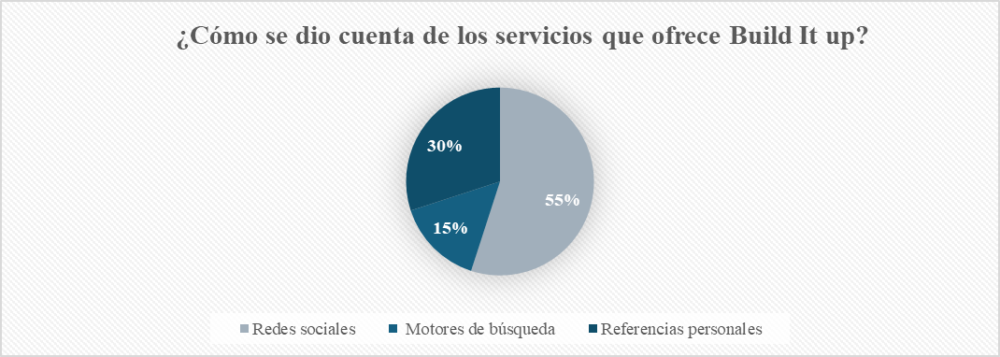 ¿Cómo se dio cuenta de los servicios que ofrece Build It up?
30%
55%
15%
Redes sociales
Motores de búsqueda
Referencias personales